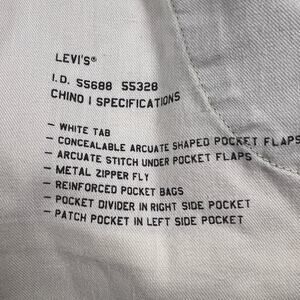 LEVI'S®
I.D. 55688 55328
CHINO I SPECIFICATIONS
– WHITE TAB
– CONCEALABLE ARCUATE SHAPED POCKET FLAPS
– ARCUATE STITCH UNDER POCKET FLAPS
– METAL ZIPPER FLY
– REINFORCED POCKET BAGS
– POCKET DIVIDER IN RIGHT SIDE POCKET
– PATCH POCKET IN LEFT SIDE POCKET